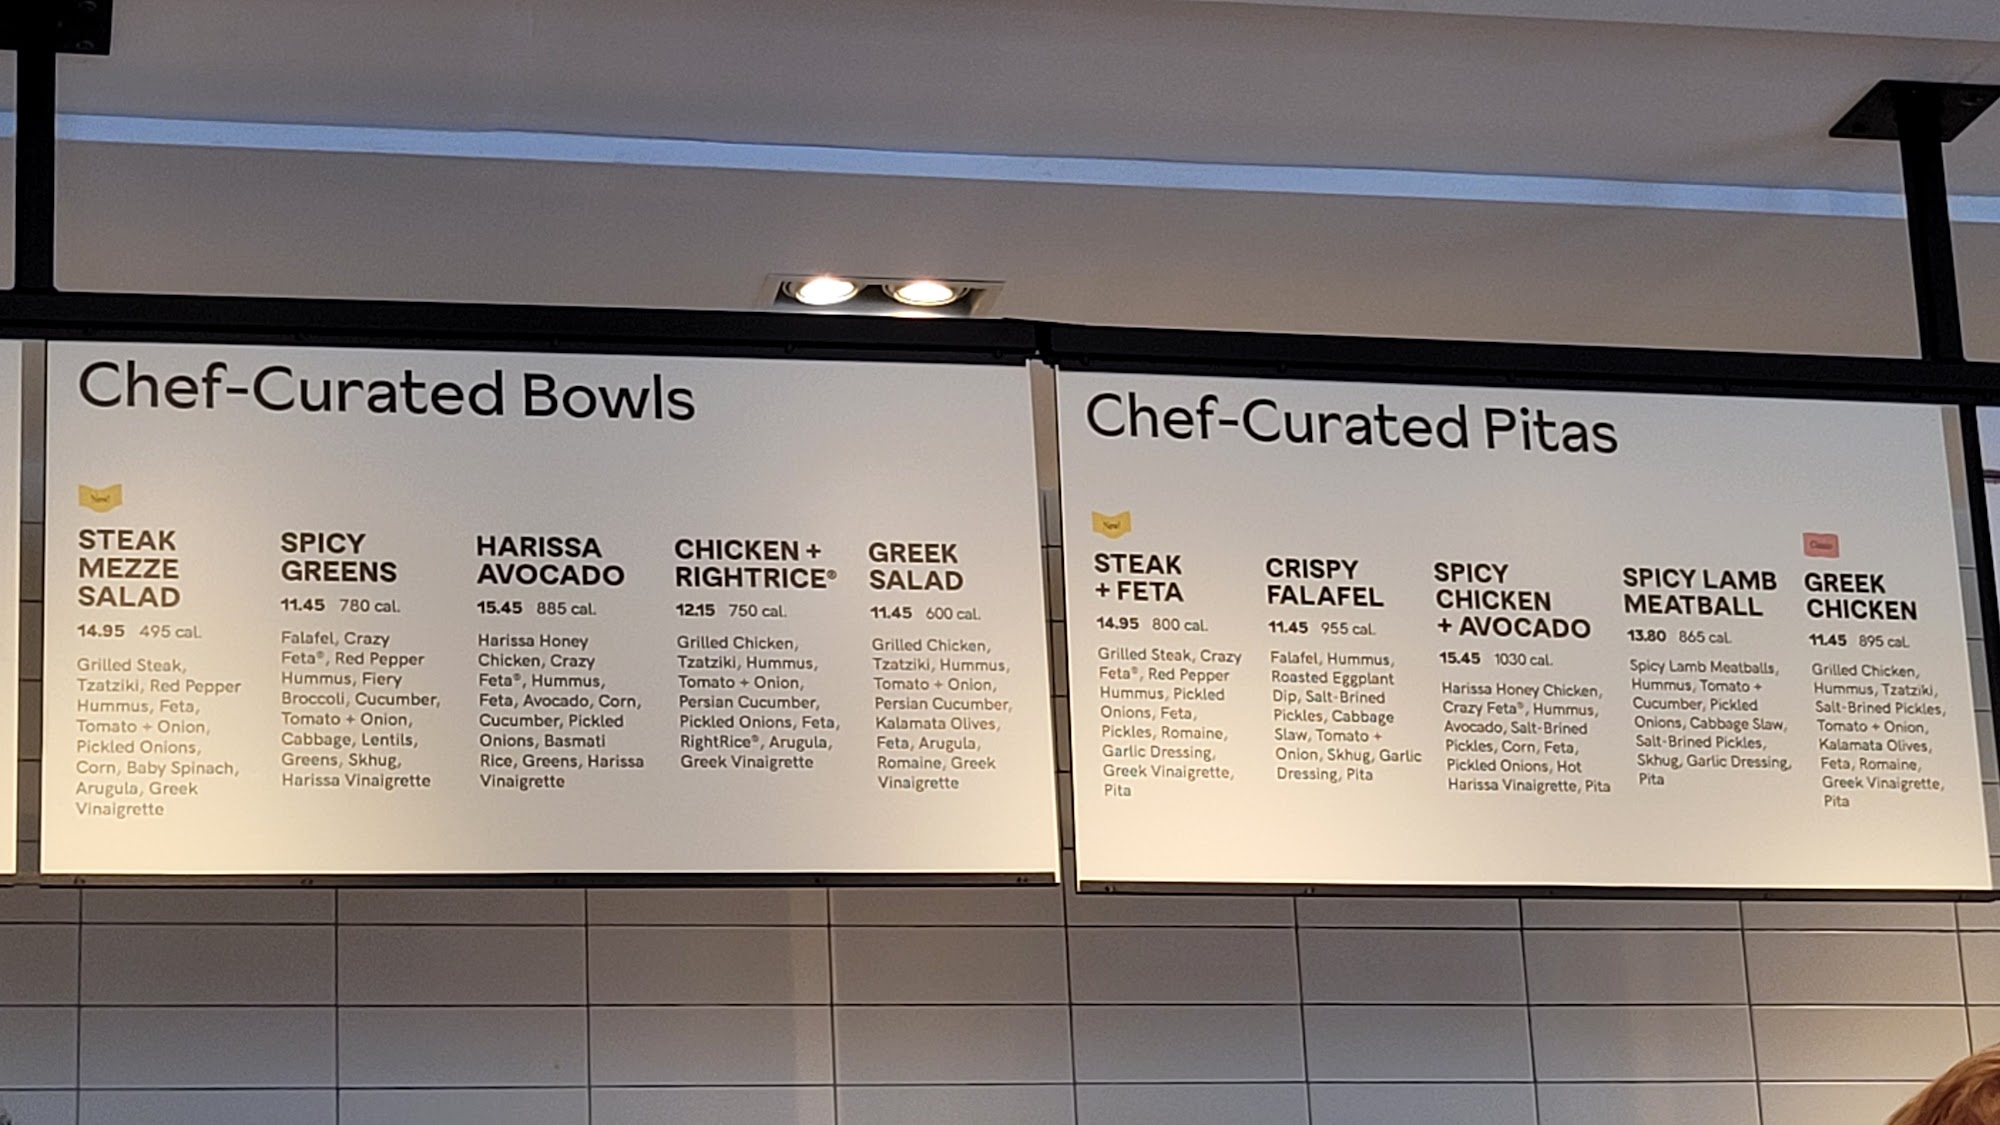 Chef-Curated Bowls
New!
STEAK
MEZZE
SALAD
14.95 495 cal.
Grilled Steak,
Tzatziki, Red Pepper
Hummus, Feta,
Tomato + Onion,
Pickled Onions,
Corn, Baby Spinach,
Arugula, Greek
Vinaigrette
SPICY
GREENS
11.45 780 cal.
Falafel, Crazy
Feta®, Red Pepper
Hummus, Fiery
Broccoli, Cucumber,
Tomato + Onion,
Cabbage, Lentils,
Greens, Skhug,
Harissa Vinaigrette
HARISSA
AVOCADO
15.45 885 cal.
Harissa Honey
Chicken, Crazy
Feta®, Hummus,
Feta, Avocado, Corn,
Cucumber, Pickled
Onions, Basmati
Rice, Greens, Harissa
Vinaigrette
CHICKEN +
RIGHTRICE®
12.15 750 cal.
Grilled Chicken,
Tzatziki, Hummus,
Tomato + Onion,
Persian Cucumber,
Pickled Onions, Feta,
RightRice®, Arugula,
Greek Vinaigrette
GREEK
SALAD
11.45 600 cal.
Grilled Chicken,
Tzatziki, Hummus,
Tomato + Onion,
Persian Cucumber,
Kalamata Olives,
Feta, Arugula,
Romaine, Greek
Vinaigrette
Chef-Curated Pitas
New!
STEAK
+ FETA
14.95 800 cal.
Grilled Steak, Crazy
Feta®, Red Pepper
Hummus, Pickled
Onions, Feta,
Pickles, Romaine,
Garlic Dressing,
Greek Vinaigrette,
Pita
CRISPY
FALAFEL
11.45 955 cal.
Falafel, Hummus,
Roasted Eggplant
Dip, Salt-Brined
Pickles, Cabbage
Slaw, Tomato +
Onion, Skhug, Garlic
Dressing, Pita
SPICY
CHICKEN
+ AVOCADO
15.45 1030 cal.
Harissa Honey Chicken,
Crazy Feta®, Hummus,
Avocado, Salt-Brined
Pickles, Corn, Feta,
Pickled Onions, Hot
Harissa Vinaigrette, Pita
SPICY LAMB
MEATBALL
13.80 865 cal.
Spicy Lamb Meatballs,
Hummus, Tomato +
Cucumber, Pickled
Onions, Cabbage Slaw,
Salt-Brined Pickles,
Skhug, Garlic Dressing,
Pita
Classic
GREEK
CHICKEN
11.45 895 cal.
Grilled Chicken,
Hummus, Tzatziki,
Salt-Brined Pickles,
Tomato + Onion,
Kalamata Olives,
Feta, Romaine,
Greek Vinaigrette,
Pita